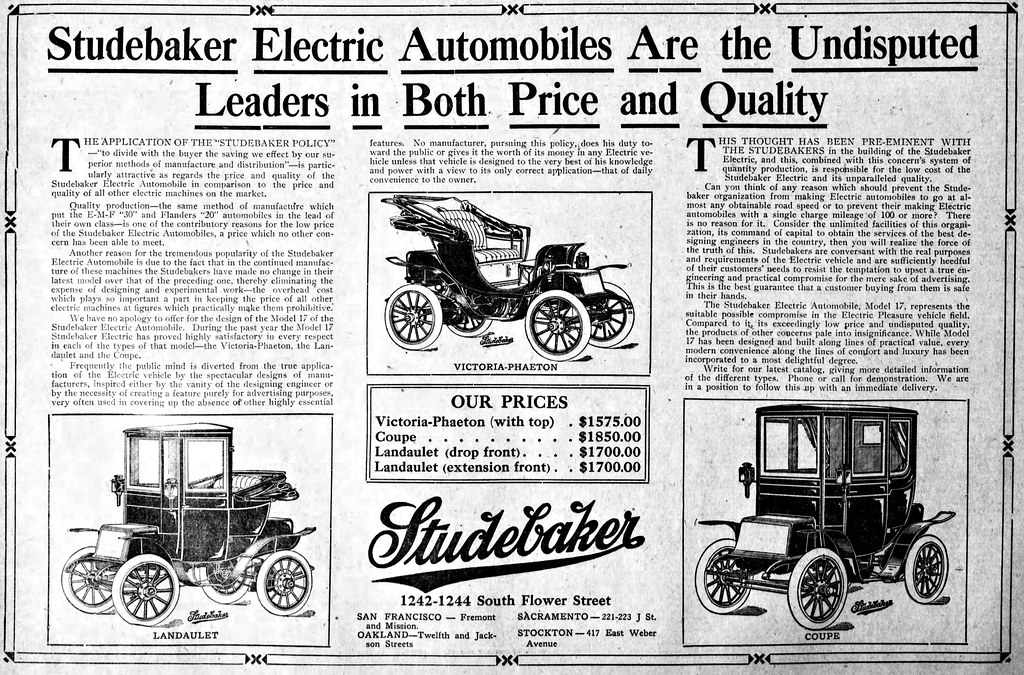 Studebaker Electric Automobiles Are the Undisputed
Leaders in Both Price and Quality
THE APPLICATION OF THE "STUDEBAKER POLICY"
—"to divide with the buyer the saving we effect by our su-
perior methods of manufacture and distribution"—is partic-
ularly attractive as regards the price and quality of the
Studebaker Electric Automobile in comparison to the price and
quality of all other electric machines on the market.
Quality production—the same method of manufacture which
put the E-M-F "30" and Flanders "20" automobiles in the lead of
their own class—is one of the contributory reasons for the low price
of the Studebaker Electric Automobiles, a price which no other con-
cern has been able to meet.
Another reason for the tremendous popularity of the Studebaker
Electric Automobile is due to the fact that in the continued manufac-
ture of these machines the Studebakers have made no change in their
latest model over that of the preceding one, thereby eliminating the
expense of designing and experimental work—the overhead cost
which plays so important a part in keeping the price of all other
electric machines at figures which practically make them prohibitive.
We have no apology to offer for the design of the Model 17 of the
Studebaker Electric Automobile. During the past year the Model 17
Studebaker Electric has proved highly satisfactory in every respect
in each of the types of that model—the Victoria-Phaeton, the Lan-
daulet and the Coupe.
Frequently the public mind is diverted from the true applica-
tion of the Electric vehicle by the spectacular designs of manu-
facturers, inspired either by the vanity of the designing engineer or
by the necessity of creating a feature purely for advertising purposes,
very often used in covering up the absence of other highly essential
features. No manufacturer, pursuing this policy, does his duty to-
ward the public or gives it the worth of its money in any Electric ve-
hicle unless that vehicle is designed to the very best of his knowledge
and power with a view to its only correct application—that of daily
convenience to the owner.
Studebaker
VICTORIA-PHAETON
OUR PRICES
Victoria-Phaeton (with top) . $1575.00
Coupe . . . . . . . . . . $1850.00
Landaulet (drop front) . . . . $1700.00
Landaulet (extension front) . . $1700.00
Studebaker
1242-1244 South Flower Street
SAN FRANCISCO — Fremont
and Mission.
OAKLAND—Twelfth and Jack-
son Streets
SACRAMENTO — 221-223 J St.
STOCKTON — 417 East Weber
Avenue
THIS THOUGHT HAS BEEN PRE-EMINENT WITH
THE STUDEBAKERS in the building of the Studebaker
Electric, and this, combined with this concern's system of
quantity production, is responsible for the low cost of the
Studebaker Electric and its unparalleled quality.
Can you think of any reason which should prevent the Stude-
baker organization from making Electric automobiles to go at al-
most any obtainable road speed or to prevent their making Electric
automobiles with a single charge mileage of 100 or more? There
is no reason for it. Consider the unlimited facilities of this organi-
zation, its command of capital to obtain the services of the best de-
signing engineers in the country, then you will realize the force of
the truth of this. Studebakers are conversant with the real purposes
and requirements of the Electric vehicle and are sufficiently heedful
of their customers' needs to resist the temptation to upset a true en-
gineering and practical compromise for the mere sake of advertising.
This is the best guarantee that a customer buying from them is safe
in their hands.
The Studebaker Electric Automobile, Model 17, represents the
suitable possible compromise in the Electric Pleasure vehicle field.
Compared to it, its exceedingly low price and undisputed quality,
the products of other concerns pale into insignificance. While Model
17 has been designed and built along lines of practical value, every
modern convenience along the lines of comfort and luxury has been
incorporated to a most delightful degree.
Write for our latest catalog, giving more detailed information
of the different types. Phone or call for demonstration. We are
in a position to follow this up with an immediate delivery.
Studebaker
LANDAULET
Studebaker
COUPE